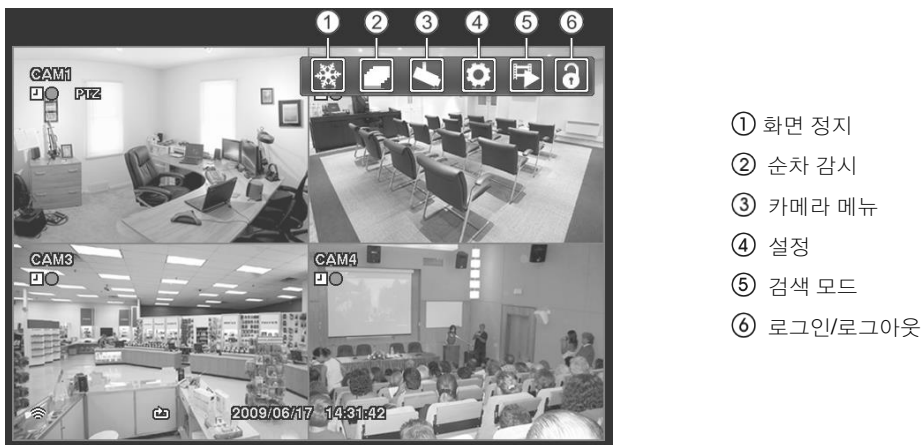 ① ② ③ ④ ⑤ ⑥
CAM1
PTZ
CAM3
CAM4
2009/06/17 14:31:42
① 화면 정지
② 순차 감시
③ 카메라 메뉴
④ 설정
⑤ 검색 모드
⑥ 로그인/로그아웃